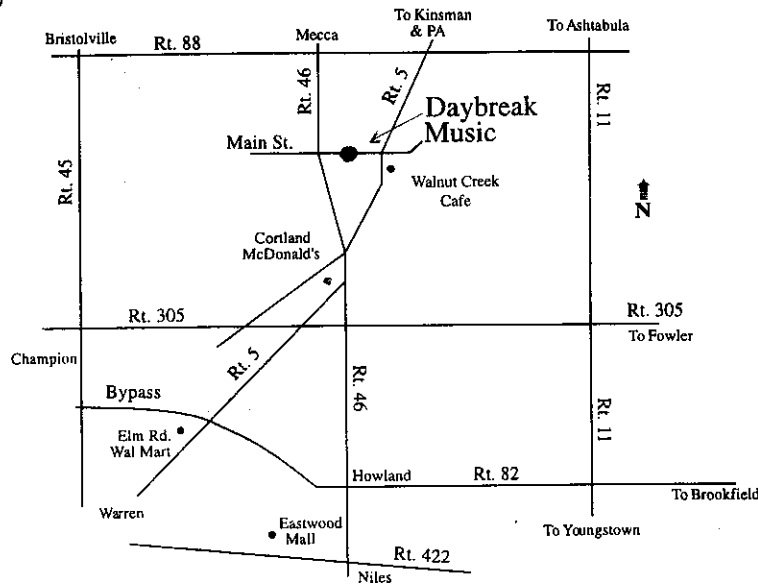 To Kinsman
& PA
Bristolville
Rt. 88
Mecca
To Ashtabula
Rt. 46
Rt. 5
Rt. 11
Daybreak
Music
Main St.
Walnut Creek
Cafe
Rt. 45
N
Cortland
McDonald's
Rt. 305
Rt. 305
To Fowler
Champion
Rt. 5
Bypass
Rt. 46
Rt. 11
Elm Rd.
Wal Mart
Howland
Rt. 82
To Brookfield
Warren
Eastwood
Mall
To Youngstown
Rt. 422
Niles